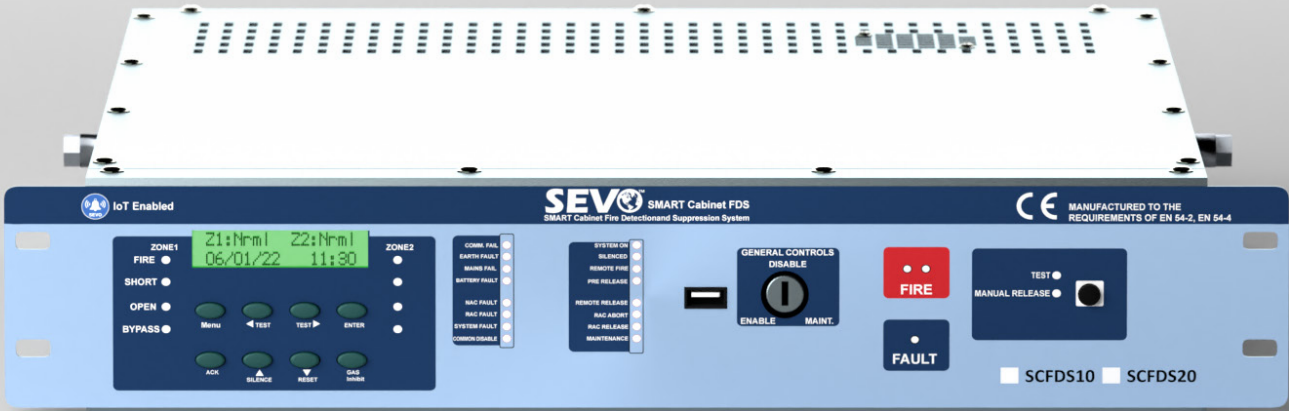 IoT Enabled
SEVO
SEVO™ SMART Cabinet FDS
SMART Cabinet Fire Detectionand Suppression System
CE MANUFACTURED TO THE
REQUIREMENTS OF EN 54-2, EN 54-4
ZONE1
FIRE
SHORT
OPEN
BYPASS
Z1:Nrml Z2:Nrml
06/01/22 11:30
ZONE2
Menu
◀ TEST
TEST ▶
ENTER
ACK
▲
SILENCE
▼
RESET
GAS
Inhibit
COMM. FAIL
EARTH FAULT
MAINS FAIL
BATTERY FAULT
NAC FAULT
RAC FAULT
SYSTEM FAULT
COMMON DISABLE
SYSTEM ON
SILENCED
REMOTE FIRE
PRE RELEASE
REMOTE RELEASE
RAC ABORT
RAC RELEASE
MAINTENANCE
GENERAL CONTROLS
DISABLE
ENABLE
MAINT.
FIRE
FAULT
TEST
MANUAL RELEASE
SCFDS10 SCFDS20